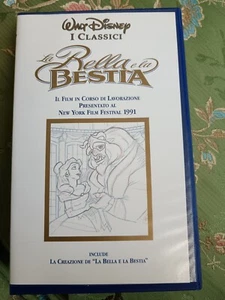 Walt Disney
I Classici
La Bella e la
Bestia
Il Film in Corso di Lavorazione
Presentato al
New York Film Festival 1991
Include
La Creazione de "La Bella e la Bestia"